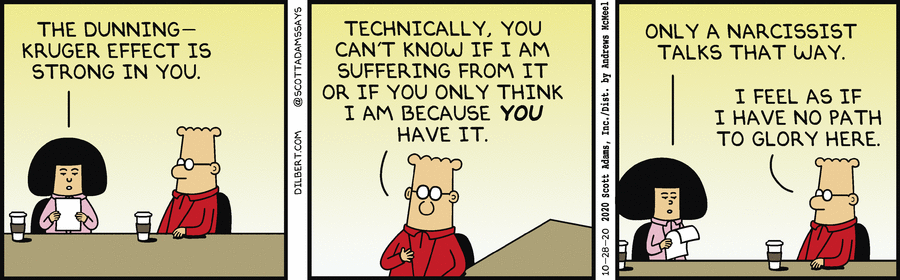 THE DUNNING–
KRUGER EFFECT IS
STRONG IN YOU.
DILBERT.COM @SCOTTADAMSSAYS
TECHNICALLY, YOU
CAN'T KNOW IF I AM
SUFFERING FROM IT
OR IF YOU ONLY THINK
I AM BECAUSE YOU
HAVE IT.
10-28-20 2020 Scott Adams, Inc./Dist. by Andrews McMeel
ONLY A NARCISSIST
TALKS THAT WAY.
I FEEL AS IF
I HAVE NO PATH
TO GLORY HERE.